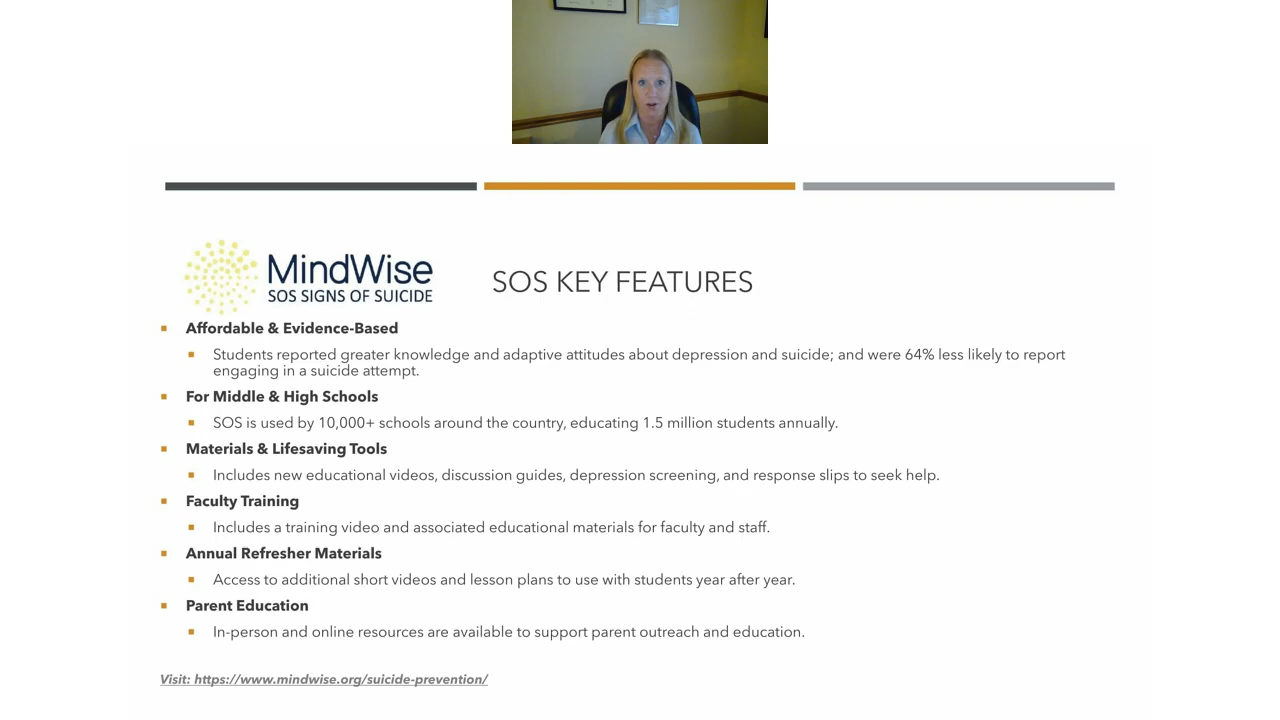 MindWise
SOS SIGNS OF SUICIDE
SOS KEY FEATURES
Affordable & Evidence-Based
Students reported greater knowledge and adaptive attitudes about depression and suicide; and were 64% less likely to report
engaging in a suicide attempt.
For Middle & High Schools
SOS is used by 10,000+ schools around the country, educating 1.5 million students annually.
Materials & Lifesaving Tools
Includes new educational videos, discussion guides, depression screening, and response slips to seek help.
Faculty Training
Includes a training video and associated educational materials for faculty and staff.
Annual Refresher Materials
Access to additional short videos and lesson plans to use with students year after year.
Parent Education
In-person and online resources are available to support parent outreach and education.
Visit: https://www.mindwise.org/suicide-prevention/